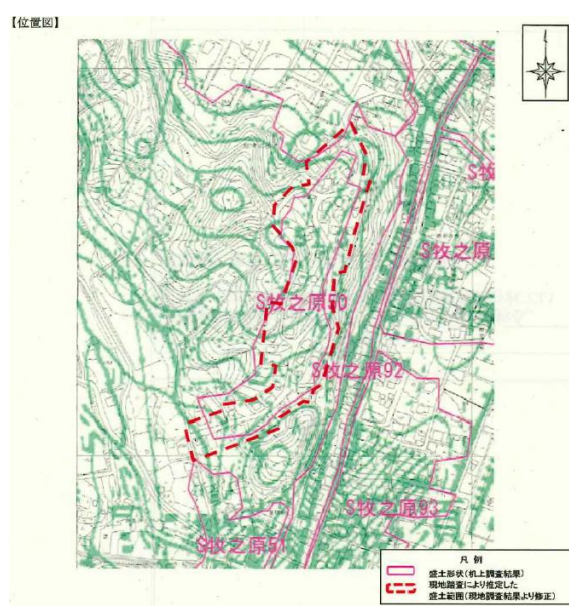 【位置図】
S牧
S牧之原
S牧之原50
S牧之原92
S牧之原93
S牧之原51
凡 例
盛土形状(机上調査結果)
現地踏査により推定した
盛土範囲(現地踏査結果より修正)